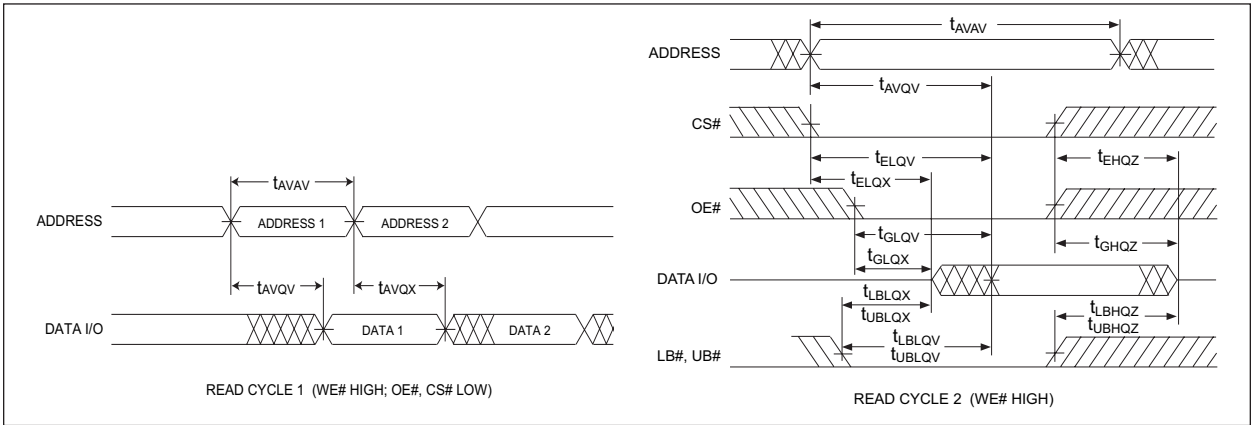 tAVAV
ADDRESS
ADDRESS 1
ADDRESS 2
tAVQV
tAVQX
DATA I/O
DATA 1
DATA 2
READ CYCLE 1 (WE# HIGH; OE#, CS# LOW)
tAVAV
ADDRESS
tAVQV
CS#
tELQV
tEHQZ
tELQX
OE#
tGLQV
tGHQZ
tGLQX
DATA I/O
tLBLQX
tUBLQX
tLBHQZ
tUBHQZ
tLBLQV
tUBLQV
LB#, UB#
READ CYCLE 2 (WE# HIGH)